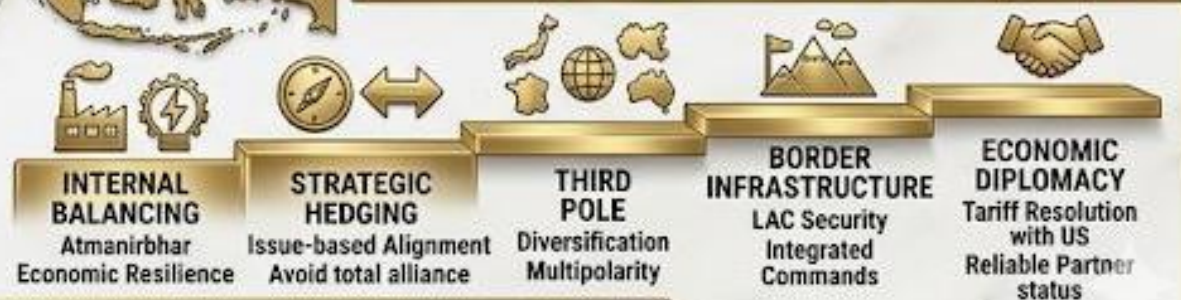 INTERNAL
BALANCING
Atmanirbhar
Economic Resilience
STRATEGIC
HEDGING
Issue-based Alignment
Avoid total alliance
THIRD
POLE
Diversification
Multipolarity
BORDER
INFRASTRUCTURE
LAC Security
Integrated
Commands
ECONOMIC
DIPLOMACY
Tariff Resolution
with US
Reliable Partner
status